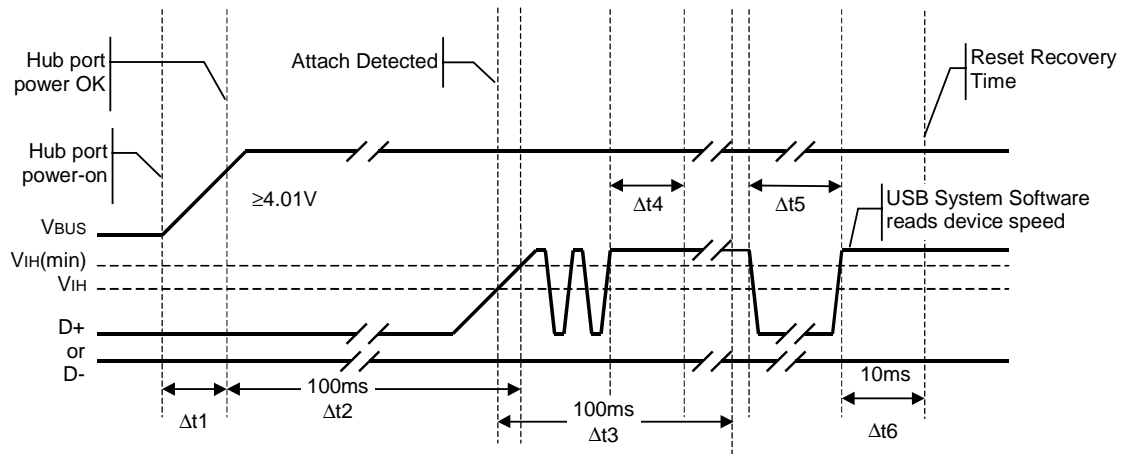 Hub port
power OK
Attach Detected
Reset Recovery
Time
Hub port
power-on
≥4.01V
Δt4
Δt5
USB System Software
reads device speed
VBUS
VIH(min)
VIH
D+
or
D-
100ms
10ms
Δt1
Δt2
100ms
Δt3
Δt6